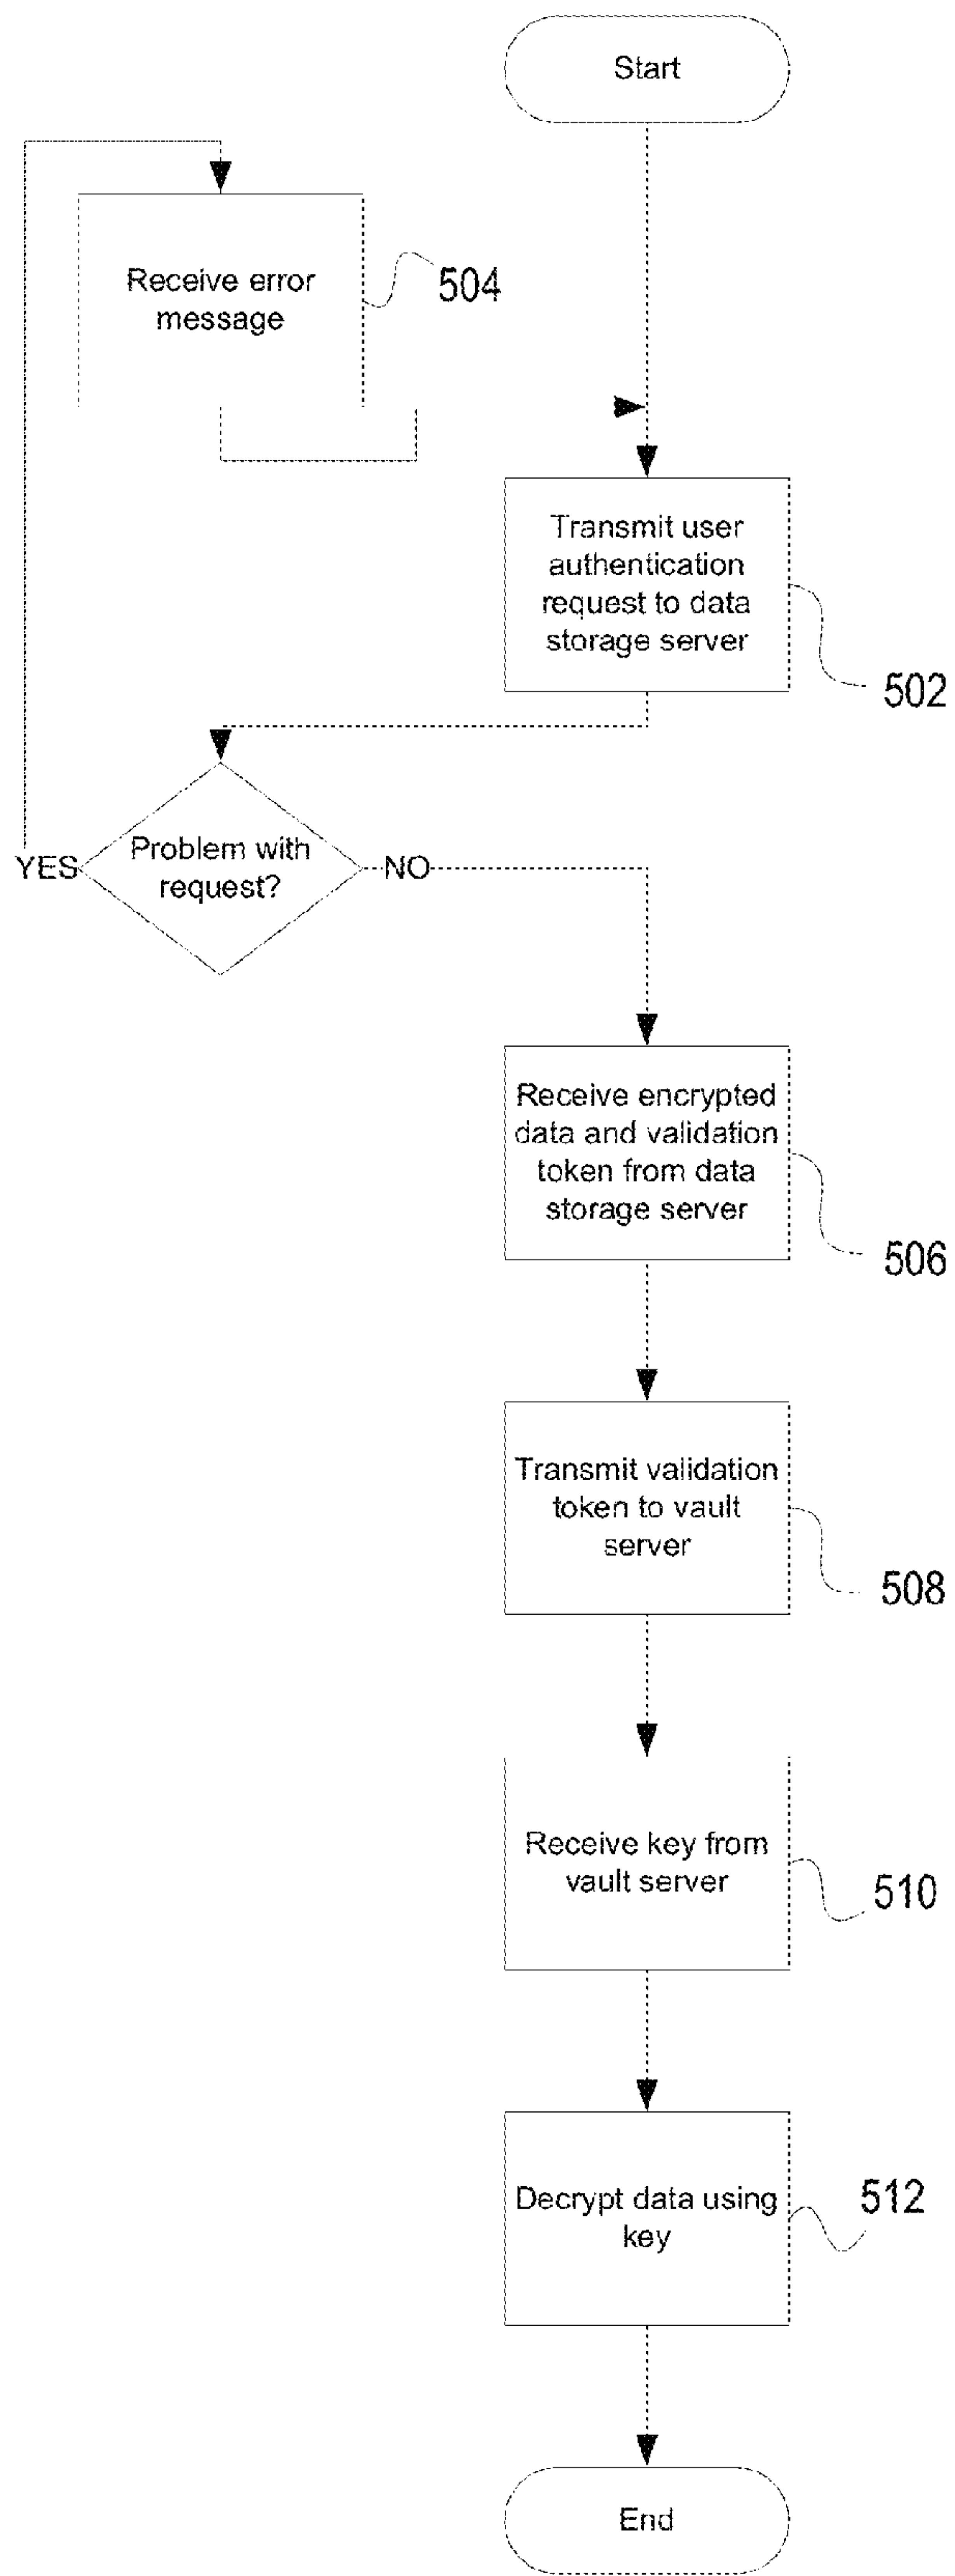 Start
Receive error
message
504
Transmit user
authentication
request to data
storage server
502
Problem with
request?
YES
NO
Receive encrypted
data and validation
token from data
storage server
506
Transmit validation
token to vault
server
508
Receive key from
vault server
510
Decrypt data using
key
512
End